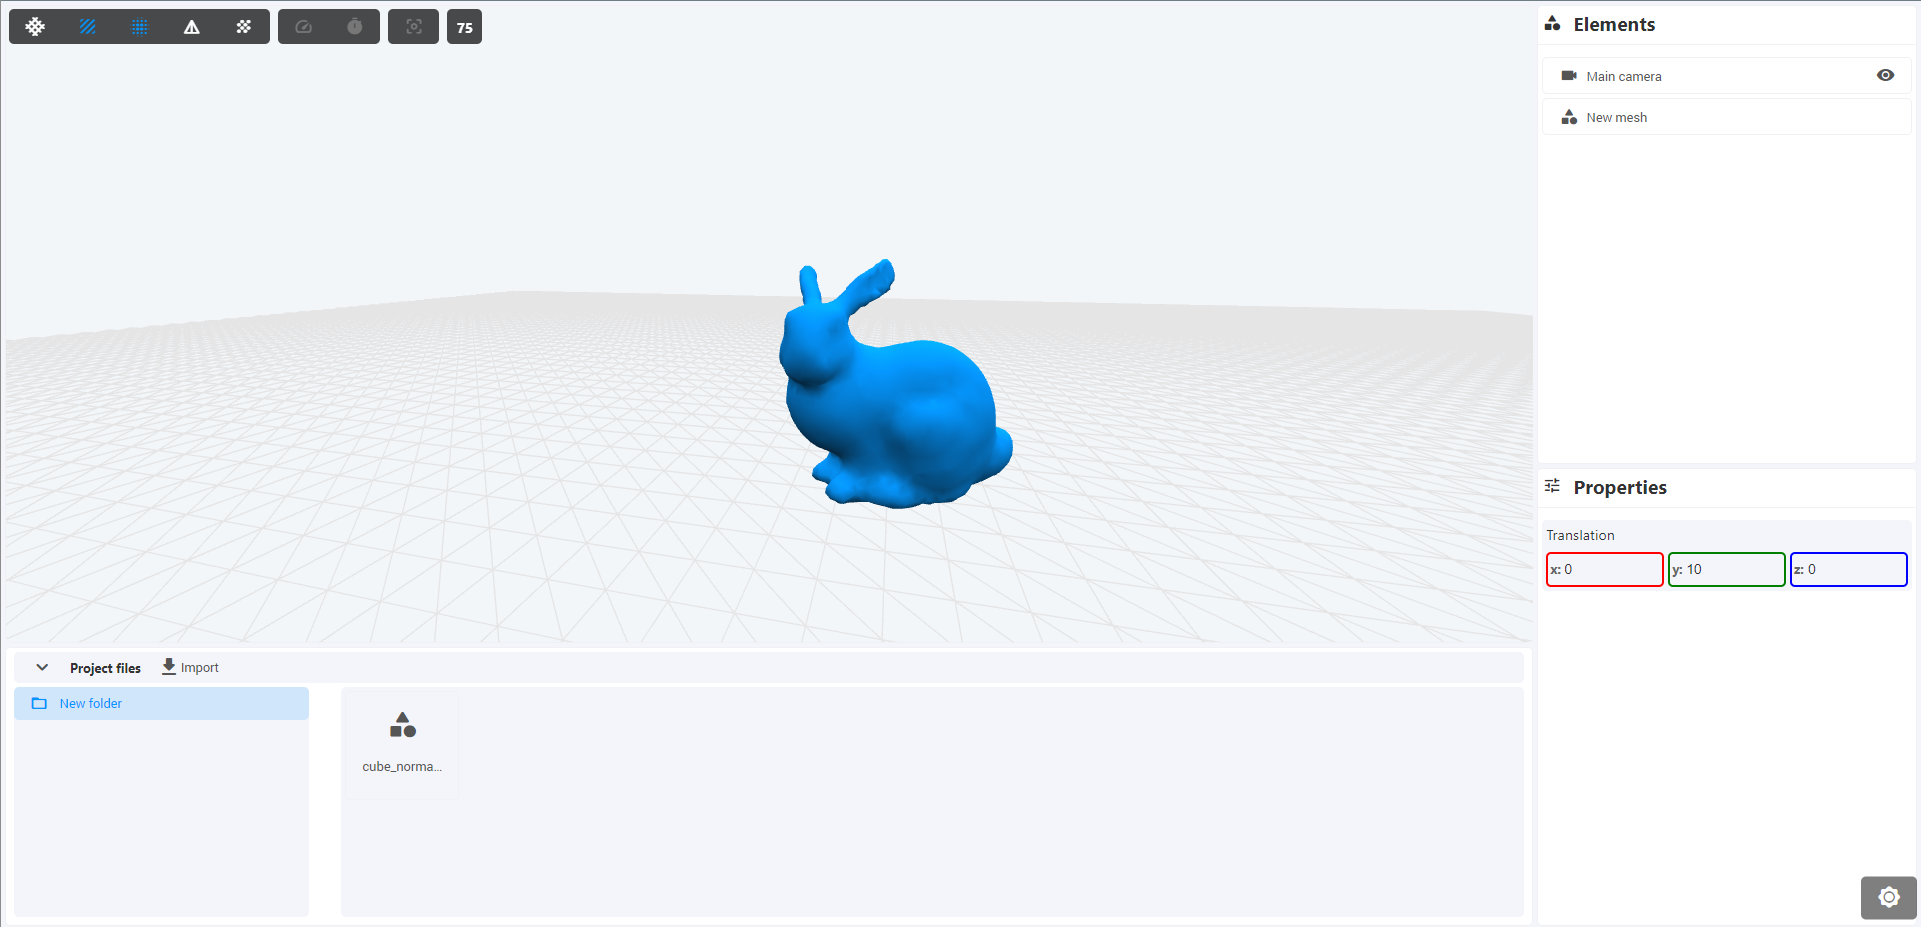 75
Elements
Main camera
New mesh
Properties
Translation
x: 0 y: 10 z: 0
Project files Import
New folder
cube_norma...